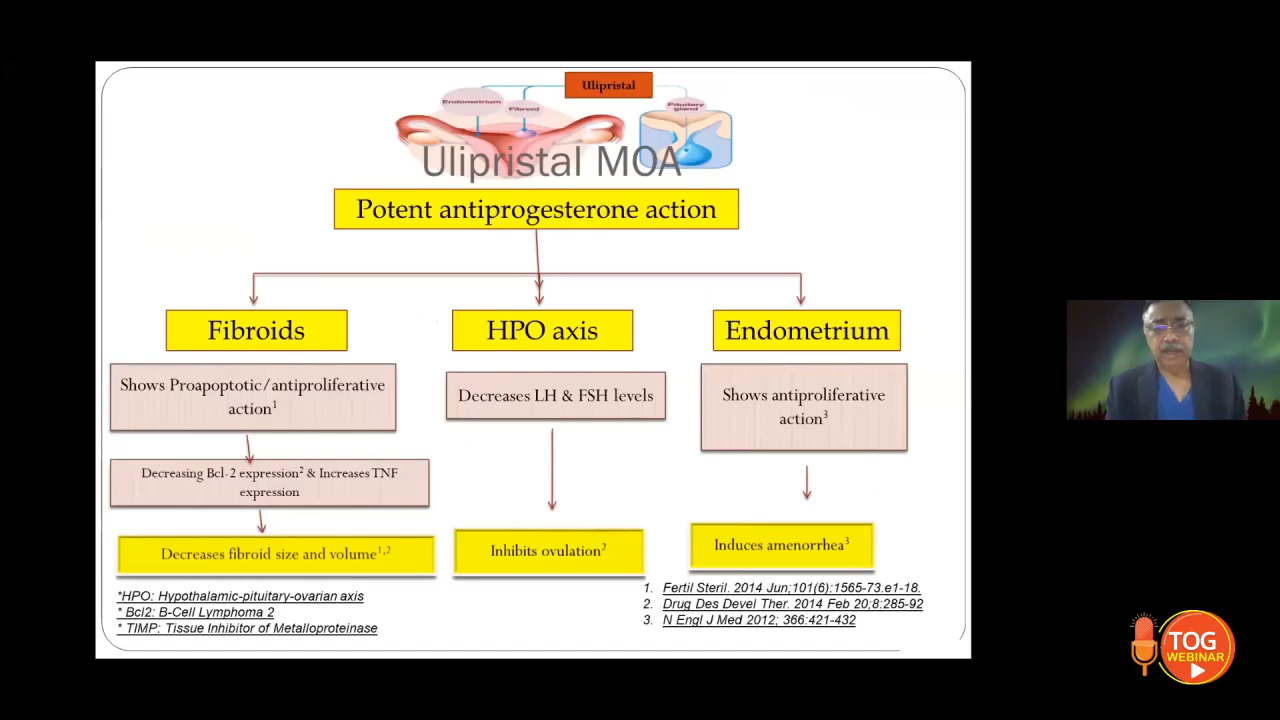 Ulipristal
Endometrium
Fibroid
Pituitary
gland
Ulipristal MOA
Potent antiprogesterone action
Fibroids
HPO axis
Endometrium
Shows Proapoptotic/antiproliferative
action¹
Decreases LH & FSH levels
Shows antiproliferative
action³
Decreasing Bcl-2 expression² & Increases TNF
expression
Decreases fibroid size and volume¹,²
Inhibits ovulation²
Induces amenorrhea³
*HPO: Hypothalamic-pituitary-ovarian axis
* Bcl2: B-Cell Lymphoma 2
* TIMP: Tissue Inhibitor of Metalloproteinase
1. Fertil Steril. 2014 Jun;101(6):1565-73.e1-18.
2. Drug Des Devel Ther. 2014 Feb 20;8:285-92
3. N Engl J Med 2012; 366:421-432
TOG
WEBINAR